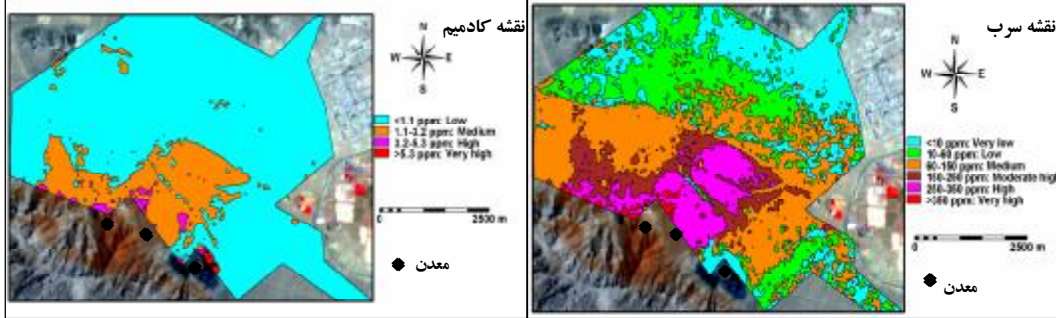 نقشه کادمیم
N
W E
S
<1.1 ppm: Low
1.1-3.2 ppm: Medium
3.2-5.3 ppm: High
>5.3 ppm: Very high
0 2500 m
معدن
نقشه سرب
N
W E
S
<10 ppm: Very low
10-60 ppm: Low
60-150 ppm: Medium
150-250 ppm: Moderate high
250-350 ppm: High
>350 ppm: Very high
0 2500 m
معدن